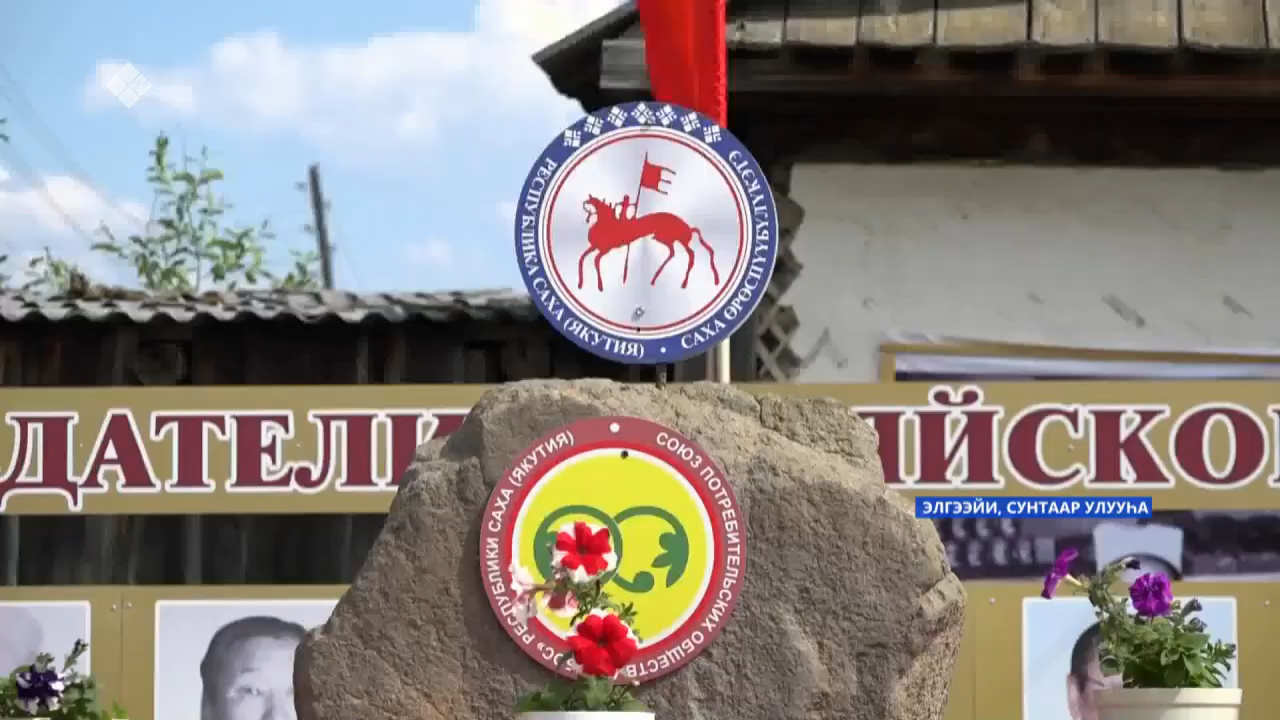 РЕСПУБЛИКА САХА (ЯКУТИЯ) • САХА ӨРӨСПҮҮБҮЛҮКЭТЭ
ДАТЕЛИ
ЙСКО
СОЮЗ ПОТРЕБИТЕЛЬСКИХ ОБЩЕСТВ
РЕСПУБЛИКИ САХА (ЯКУТИЯ)
ЭЛГЭЭЙИ, СУНТААР УЛУУҺА